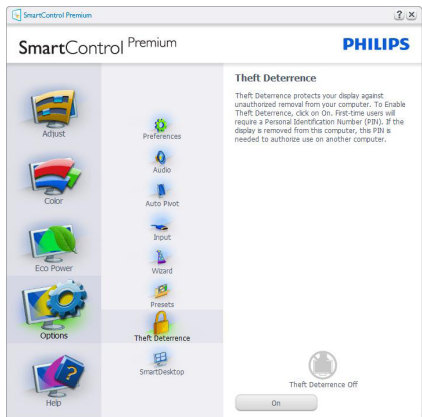 SmartControl Premium
SmartControl Premium
PHILIPS
Adjust
Color
Eco Power
Options
Help
Preferences
Audio
Auto Pivot
Input
Wizard
Presets
Theft Deterrence
SmartDesktop
Theft Deterrence
Theft Deterrence protects your display against
unauthorized removal from your computer. To Enable
Theft Deterrence, click on On. First-time users will
require a Personal Identification Number (PIN). If the
display is removed from this computer, this PIN is
needed to authorize use on another computer.
Theft Deterrence Off
On